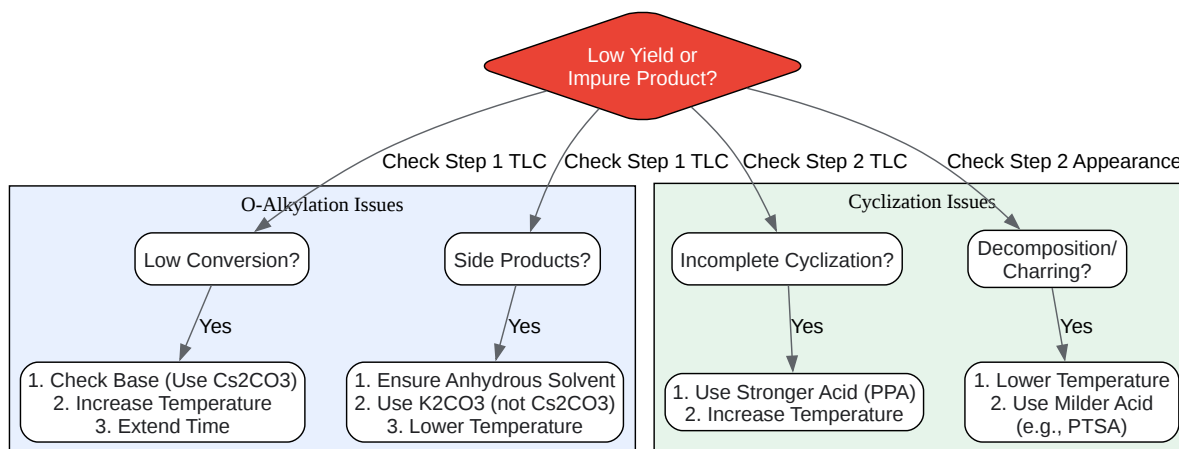 Low Yield or
Impure Product?
Check Step 1 TLC
Check Step 1 TLC
Check Step 2 TLC
Check Step 2 Appearance
O-Alkylation Issues
Cyclization Issues
Low Conversion?
Side Products?
Incomplete Cyclization?
Decomposition/
Charring?
Yes
Yes
Yes
Yes
1. Check Base (Use Cs2CO3)
2. Increase Temperature
3. Extend Time
1. Ensure Anhydrous Solvent
2. Use K2CO3 (not Cs2CO3)
3. Lower Temperature
1. Use Stronger Acid (PPA)
2. Increase Temperature
1. Lower Temperature
2. Use Milder Acid
(e.g., PTSA)